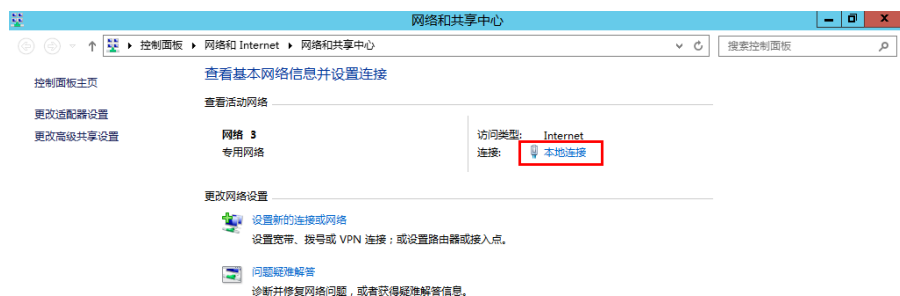 网络和共享中心
控制面板 网络和 Internet 网络和共享中心 搜索控制面板
控制面板主页
更改适配器设置
更改高级共享设置
查看基本网络信息并设置连接
查看活动网络
网络 3
专用网络
访问类型: Internet
连接: 本地连接
更改网络设置
设置新的连接或网络
设置宽带、拨号或 VPN 连接；或设置路由器或接入点。
问题疑难解答
诊断并修复网络问题，或者获得疑难解答信息。